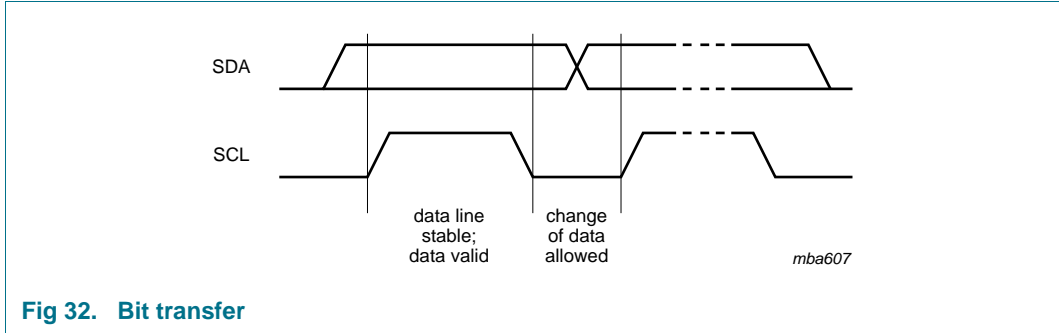 SDA
SCL
data line
stable;
data valid
change
of data
allowed
mba607
Fig 32. Bit transfer